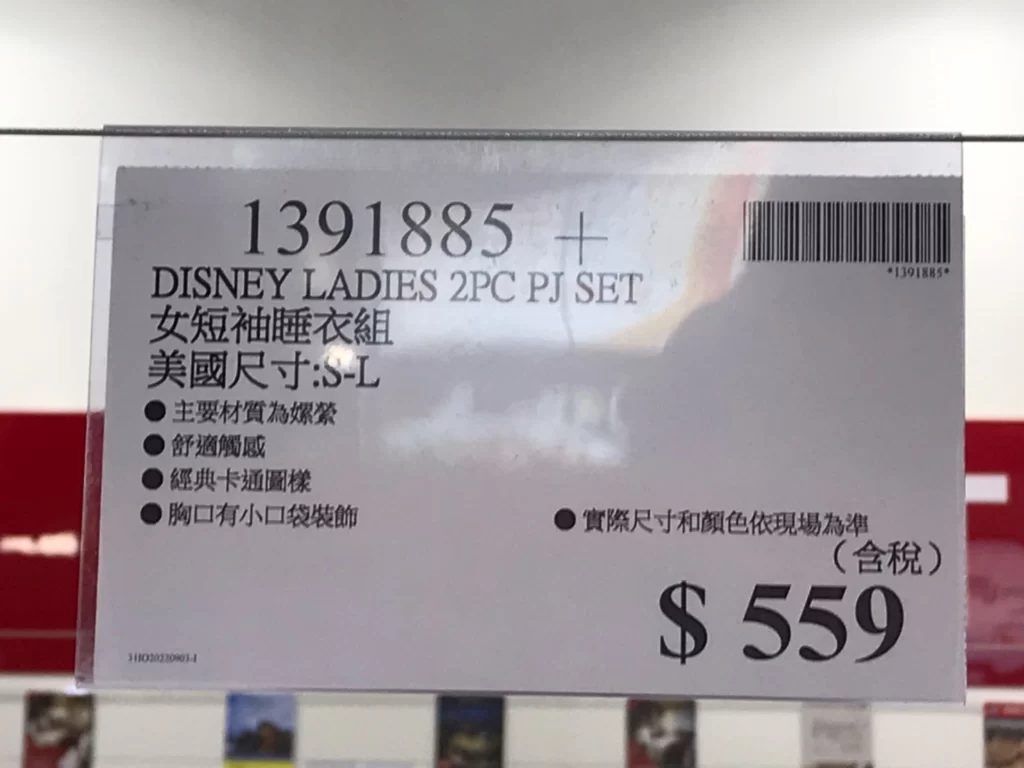 1391885 +
*1391885*
DISNEY LADIES 2PC PJ SET
女短袖睡衣組
美國尺寸:S-L
● 主要材質為嫘縈
● 舒適觸感
● 經典卡通圖樣
● 胸口有小口袋裝飾
● 實際尺寸和顏色依現場為準
(含稅)
$ 559